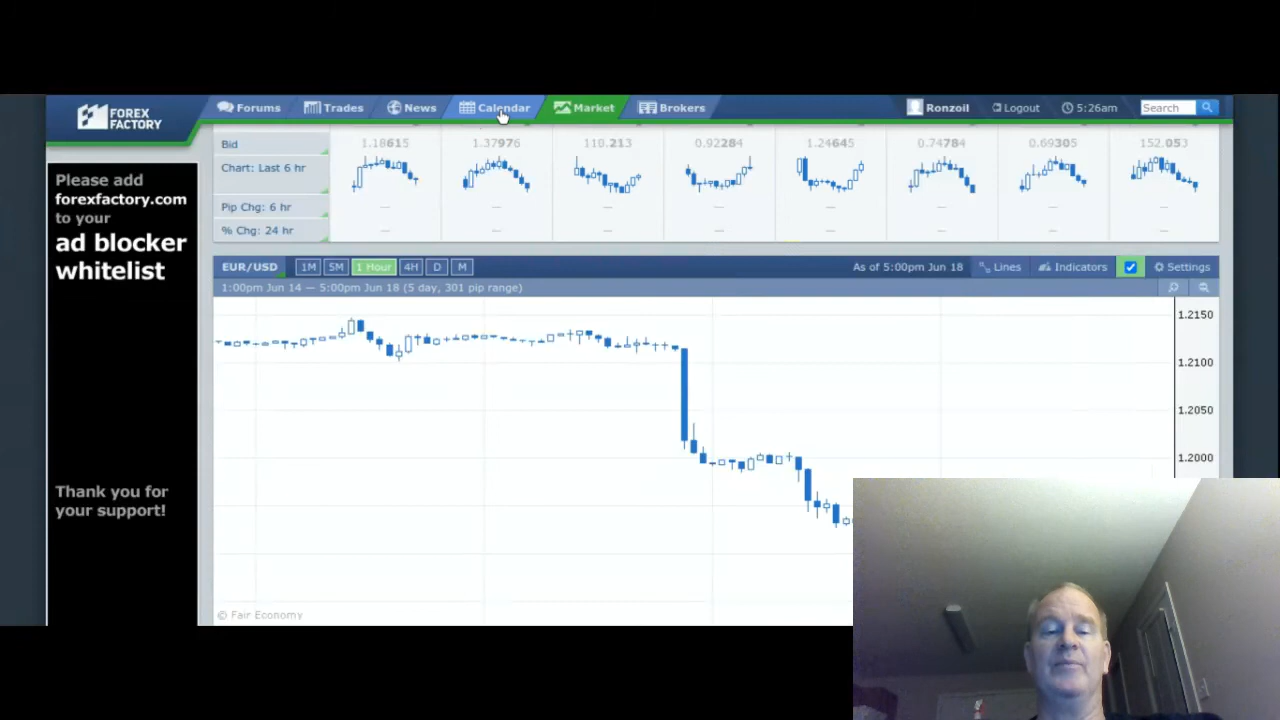 FOREX
FACTORY
Forums
Trades
News
Calendar
Market
Brokers
Ronzoil
Logout
5:26am
Search
Please add
forexfactory.com
to your
ad blocker
whitelist
Thank you for
your support!
Bid
1.18615
1.37976
110.213
0.92284
1.24645
0.74784
0.69305
152.053
Chart: Last 6 hr
Pip Chg: 6 hr
% Chg: 24 hr
EUR/USD
1M
5M
1 Hour
4H
D
M
As of 5:00pm Jun 18
Lines
Indicators
Settings
1:00pm Jun 14 — 5:00pm Jun 18 (5 day, 301 pip range)
1.2150
1.2100
1.2050
1.2000
© Fair Economy